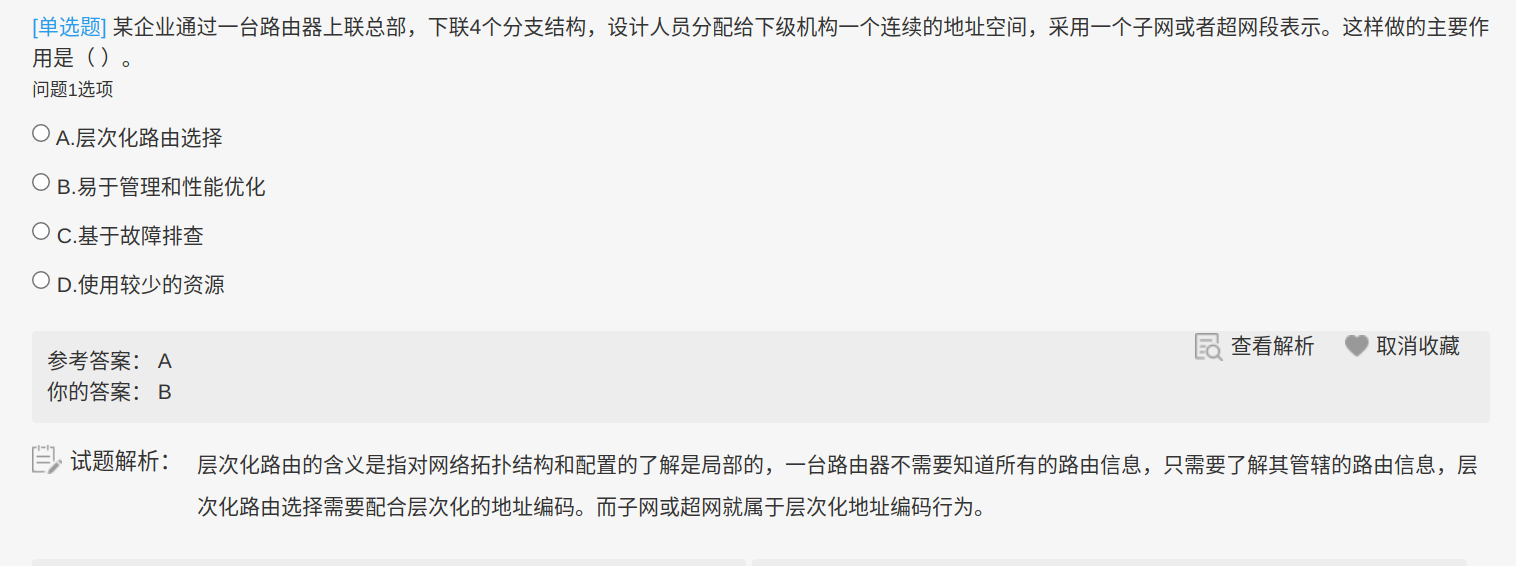 [单选题] 某企业通过一台路由器上联总部，下联4个分支结构，设计人员分配给下级机构一个连续的地址空间，采用一个子网或者超网段表示。这样做的主要作
用是（ ）。
问题1选项
A.层次化路由选择
B.易于管理和性能优化
C.基于故障排查
D.使用较少的资源
查看解析 取消收藏
参考答案： A
你的答案： B
试题解析： 层次化路由的含义是指对网络拓扑结构和配置的了解是局部的，一台路由器不需要知道所有的路由信息，只需要了解其管辖的路由信息，层
次化路由选择需要配合层次化的地址编码。而子网或超网就属于层次化地址编码行为。